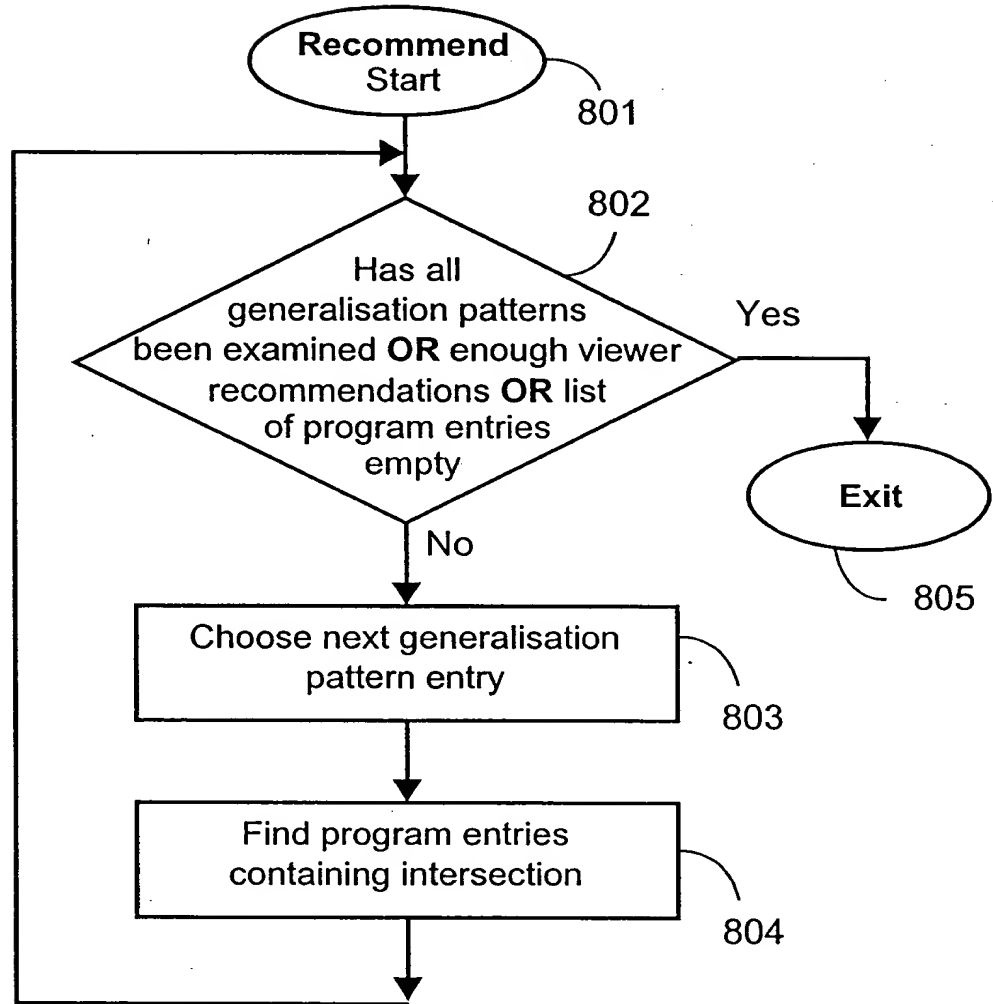 Recommend
Start
801
802
Has all
generalisation patterns
been examined OR enough viewer
recommendations OR list
of program entries
empty
Yes
Exit
805
No
Choose next generalisation
pattern entry
803
Find program entries
containing intersection
804